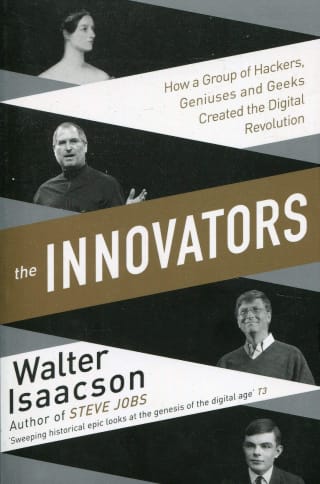 How a Group of Hackers,
Geniuses and Geeks
Created the Digital
Revolution
the INNOVATORS
Walter
Isaacson
Author of STEVE JOBS
‘Sweeping historical epic looks at the genesis of the digital age’ T3